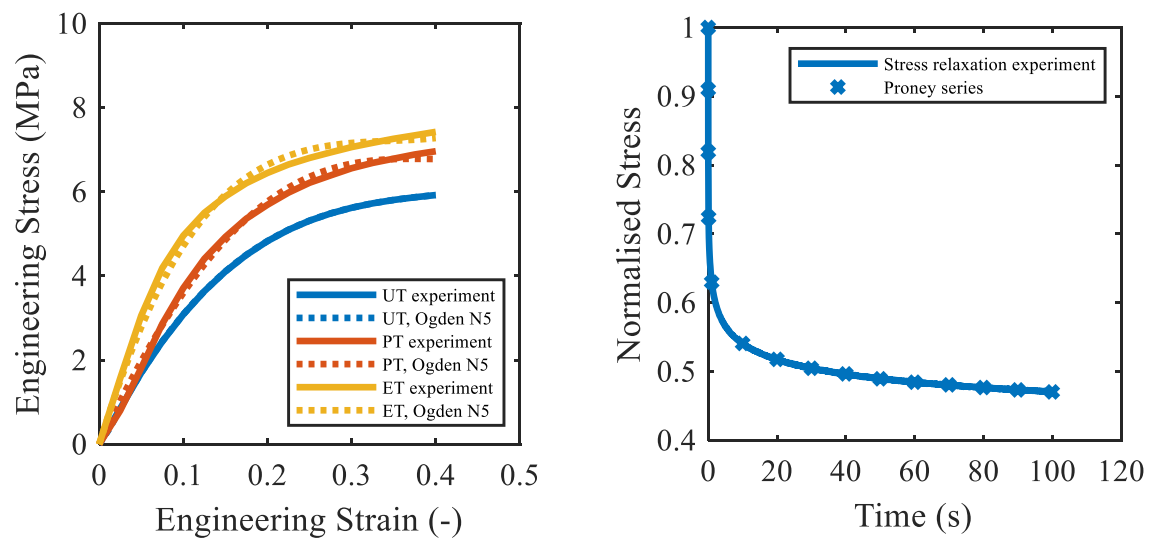 Engineering Stress (MPa)
10
8
6
4
2
0
0
0.1
0.2
0.3
0.4
0.5
Engineering Strain (-)
UT experiment
UT, Ogden N5
PT experiment
PT, Ogden N5
ET experiment
ET, Ogden N5
Normalised Stress
1
0.9
0.8
0.7
0.6
0.5
0.4
0
20
40
60
80
100
120
Time (s)
Stress relaxation experiment
Proney series